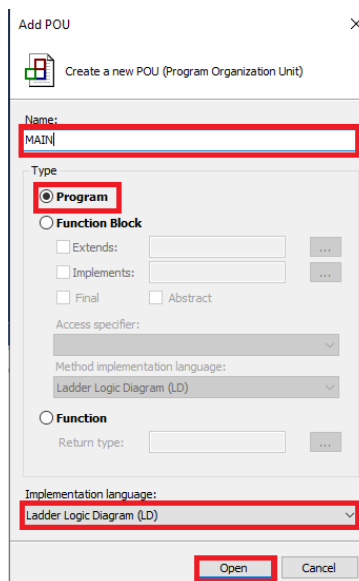 Add POU
Create a new POU (Program Organization Unit)
Name:
MAIN
Type
Program
Function Block
Extends:
...
Implements:
...
Final Abstract
Access specifier:
Method implementation language:
Ladder Logic Diagram (LD)
Function
Return type:
...
Implementation language:
Ladder Logic Diagram (LD)
Open Cancel